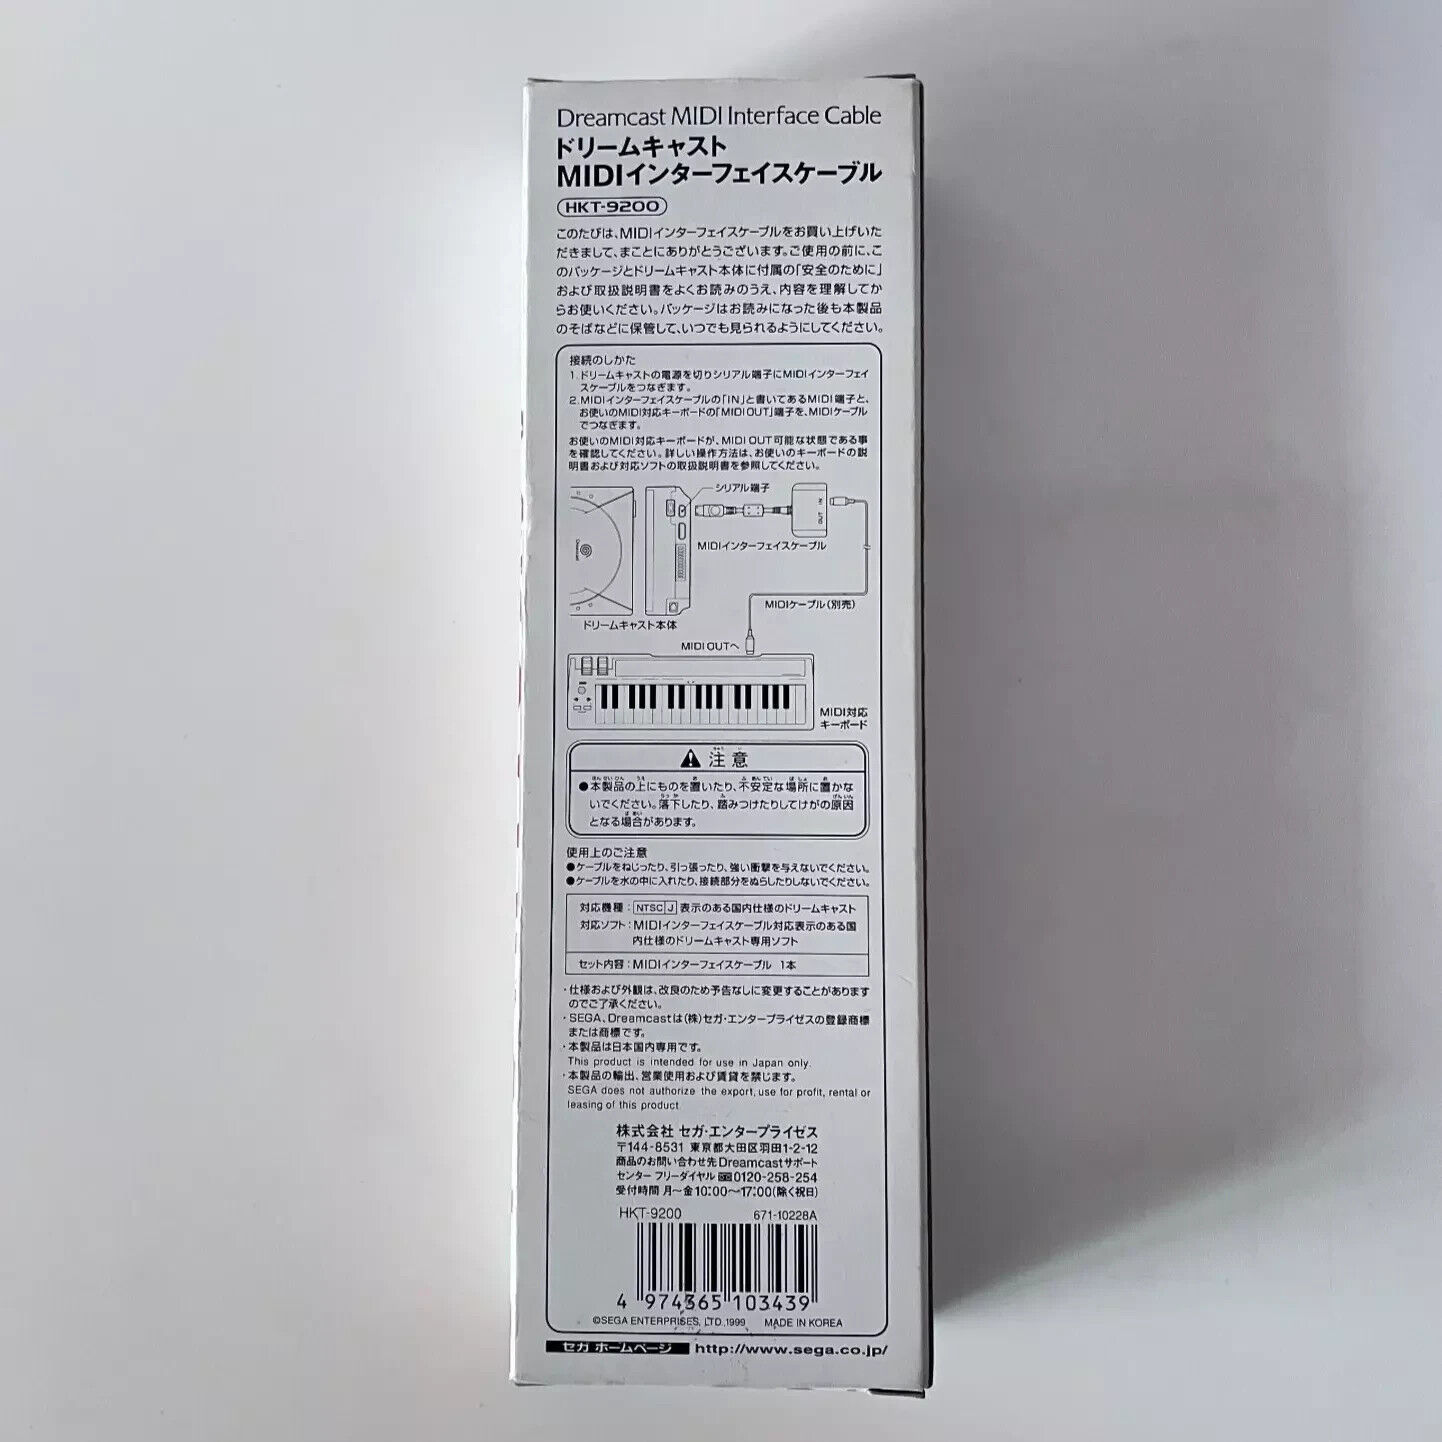 Dreamcast MIDI Interface Cable
ドリームキャスト
MIDIインターフェイスケーブル
HKT-9200
このたびは、MIDIインターフェイスケーブルをお買い上げいた
だきまして、まことにありがとうございます。ご使用の前に、こ
のパッケージとドリームキャスト本体に付属の「安全のために」
および取扱説明書をよくお読みのうえ、内容を理解してか
らお使いください。パッケージはお読みになった後も本製品
のそばなどに保管して、いつでも見られるようにしてください。
接続のしかた
1.ドリームキャストの電源を切りシリアル端子にMIDIインターフェイ
スケーブルをつなぎます。
2.MIDIインターフェイスケーブルの「IN」と書いてあるMIDI端子と、
お使いのMIDI対応キーボードの「MIDI OUT」端子を、MIDIケーブル
でつなぎます。
お使いのMIDI対応キーボードが、MIDI OUT可能な状態である事
を確認してください。詳しい操作方法は、お使いのキーボードの説
明書および対応ソフトの取扱説明書を参照してください。
シリアル端子
OUT IN
Dreamcast
MIDIインターフェイスケーブル
MIDIケーブル(別売)
ドリームキャスト本体
MIDI OUTへ
MIDI対応
キーボード
注意
●本製品の上にものを置いたり、不安定な場所に置かな
いでください。落下したり、踏みつけたりしてけがの原因
となる場合があります。
使用上のご注意
●ケーブルをねじったり、引っ張ったり、強い衝撃を与えないでください。
●ケーブルを水の中に入れたり、接続部分をぬらしたりしないでください。
対応機種:NTSC J 表示のある国内仕様のドリームキャスト
対応ソフト:MIDIインターフェイスケーブル対応表示のある国
内仕様のドリームキャスト専用ソフト
セット内容:MIDIインターフェイスケーブル 1本
・仕様および外観は、改良のため予告なしに変更することがあります
のでご了承ください。
・SEGA、Dreamcastは(株)セガ・エンタープライゼスの登録商標
または商標です。
・本製品は日本国内専用です。
This product is intended for use in Japan only.
・本製品の輸出、営業使用および賃貸を禁じます。
SEGA does not authorize the export, use for profit, rental or
leasing of this product.
株式会社 セガ・エンタープライゼス
〒144-8531 東京都大田区羽田1-2-12
商品のお問い合わせ先Dreamcastサポート
センター フリーダイヤル 0120-258-254
受付時間 月〜金10:00〜17:00(除く祝日)
HKT-9200 671-10228A
4 974365 103439
©SEGA ENTERPRISES, LTD.,1999 MADE IN KOREA
セガ ホームページ http://www.sega.co.jp/